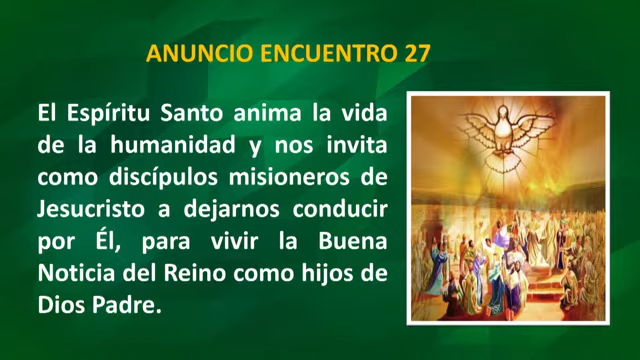 ANUNCIO ENCUENTRO 27
El Espíritu Santo anima la vida
de la humanidad y nos invita
como discípulos misioneros de
Jesucristo a dejarnos conducir
por Él, para vivir la Buena
Noticia del Reino como hijos de
Dios Padre.